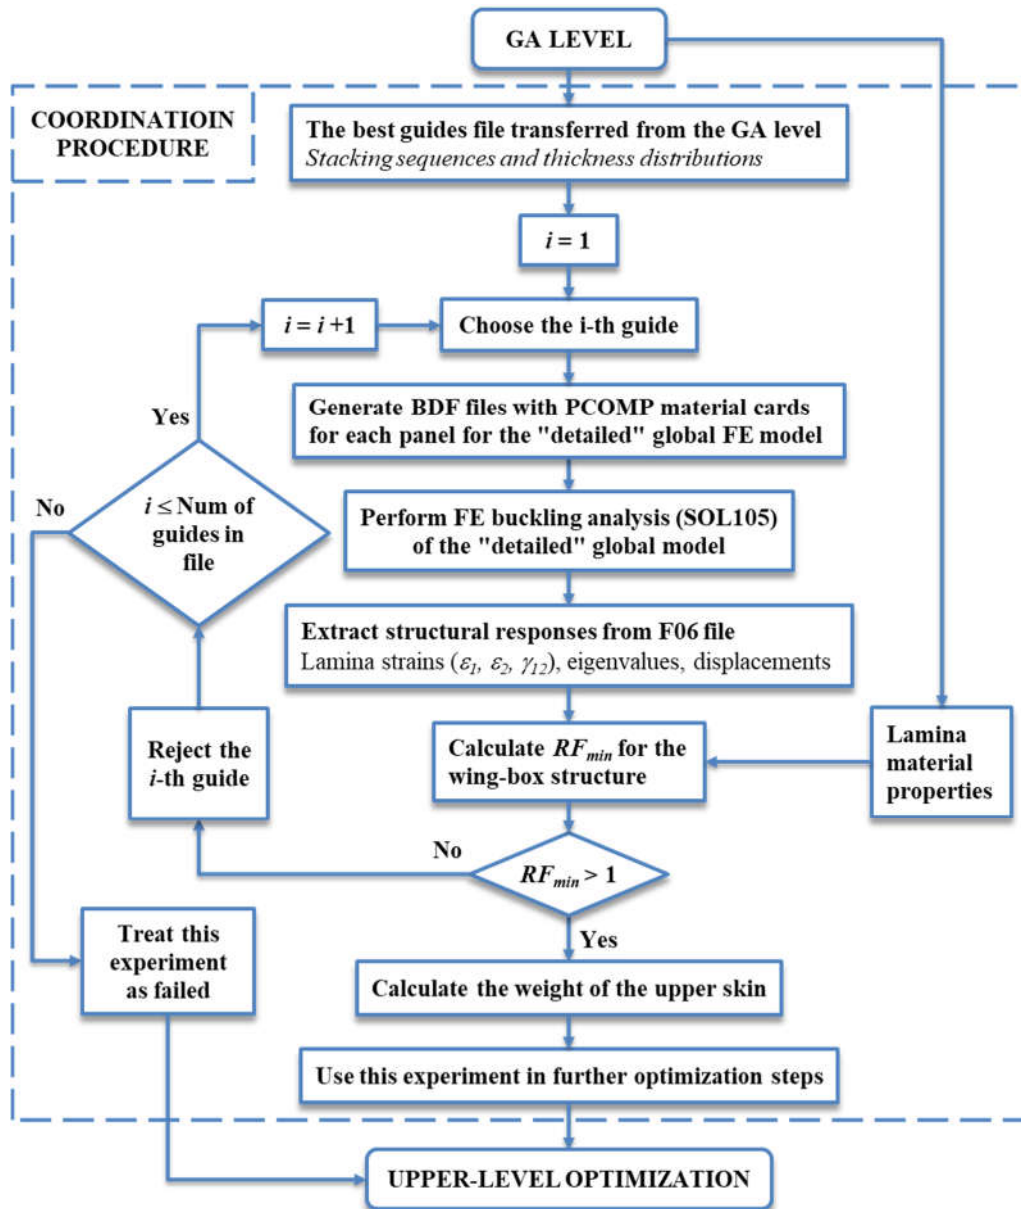 GA LEVEL
COORDINATIOIN
PROCEDURE
The best guides file transferred from the GA level
Stacking sequences and thickness distributions
i = 1
i = i +1
Choose the i-th guide
Yes
Generate BDF files with PCOMP material cards
for each panel for the "detailed" global FE model
No
i ≤ Num of
guides in
file
Perform FE buckling analysis (SOL105)
of the "detailed" global model
Extract structural responses from F06 file
Lamina strains (ε1, ε2, γ12), eigenvalues, displacements
Reject the
i-th guide
Calculate RFmin for the
wing-box structure
Lamina
material
properties
No
RFmin > 1
Yes
Treat this
experiment
as failed
Calculate the weight of the upper skin
Use this experiment in further optimization steps
UPPER-LEVEL OPTIMIZATION